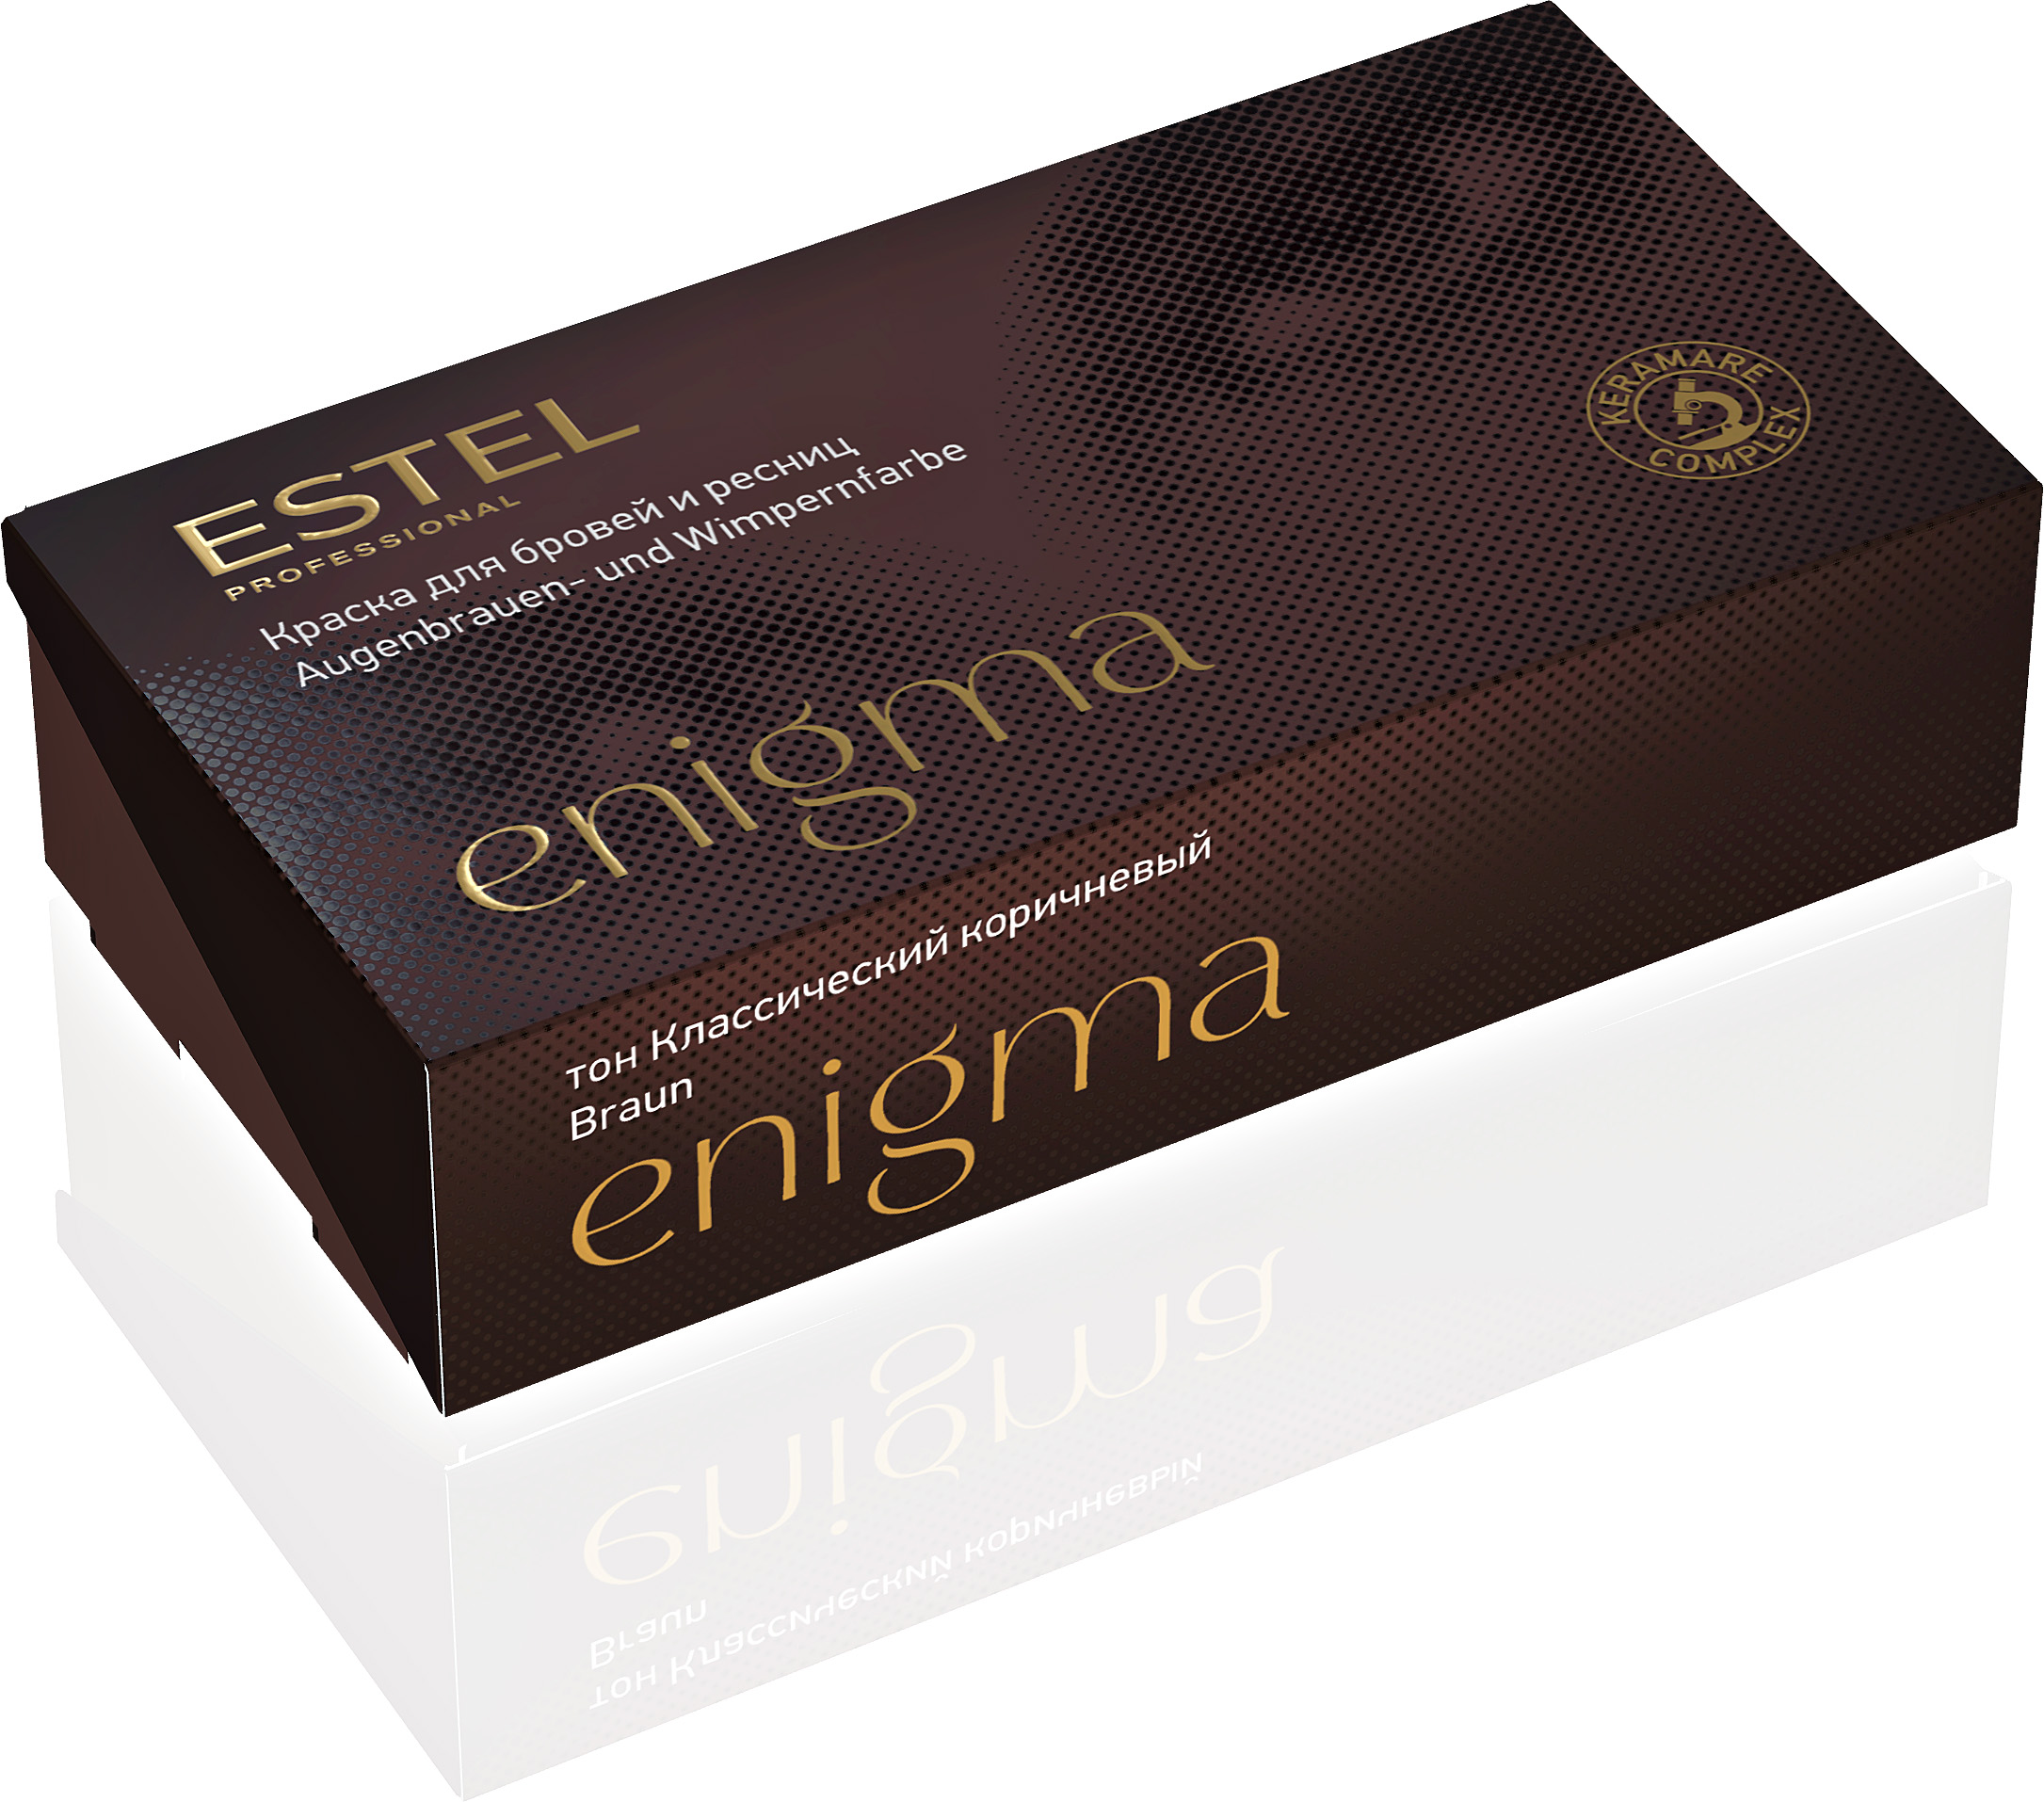 ESTEL
PROFESSIONAL
Краска для бровей и ресниц
Augenbrauen- und Wimpernfarbe
enigma
KERAMARE
COMPLEX
тон Классический коричневый
Braun
enigma